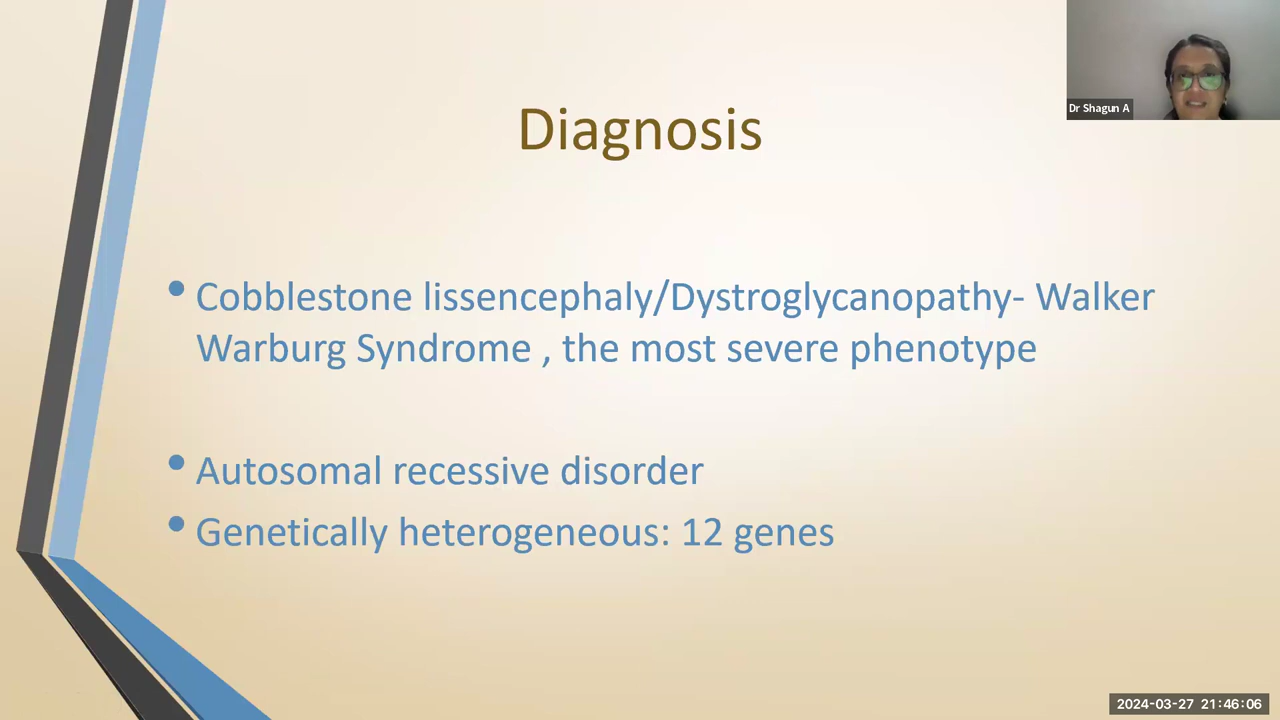 Dr Shagun A
Diagnosis
• Cobblestone lissencephaly/Dystroglycanopathy- Walker
Warburg Syndrome , the most severe phenotype
• Autosomal recessive disorder
• Genetically heterogeneous: 12 genes
2024-03-27 21:46:06